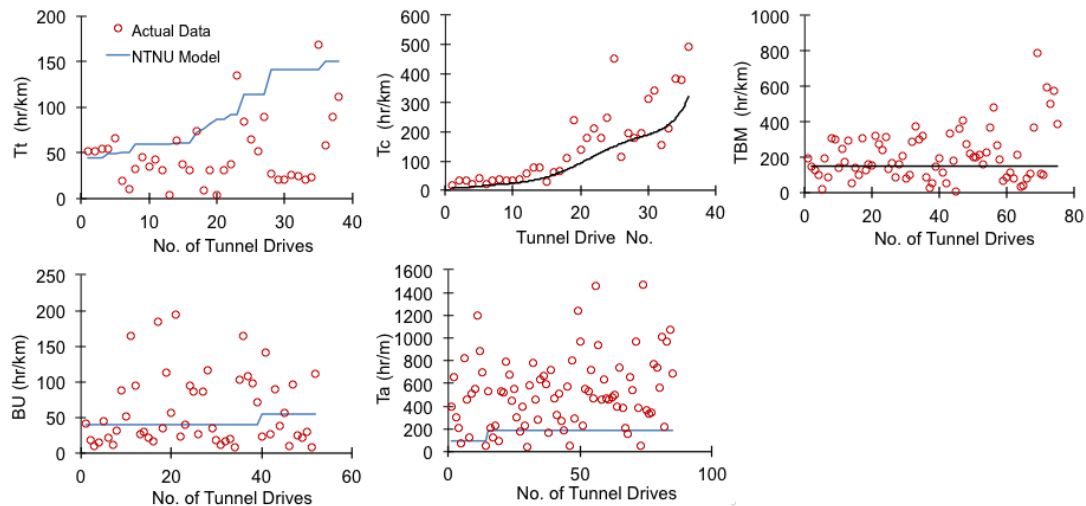 200
150
100
50
0
0 10 20 30 40
Tt (hr/km)
No. of Tunnel Drives
Actual Data
NTNU Model
600
500
400
300
200
100
0
0 10 20 30 40
Tc (hr/km)
Tunnel Drive No.
1000
800
600
400
200
0
0 20 40 60 80
TBM (hr/km)
No. of Tunnel Drives
250
200
150
100
50
0
0 20 40 60
BU (hr/km)
No. of Tunnel Drives
1600
1400
1200
1000
800
600
400
200
0
0 50 100
Ta (hr/m)
No. of Tunnel Drives